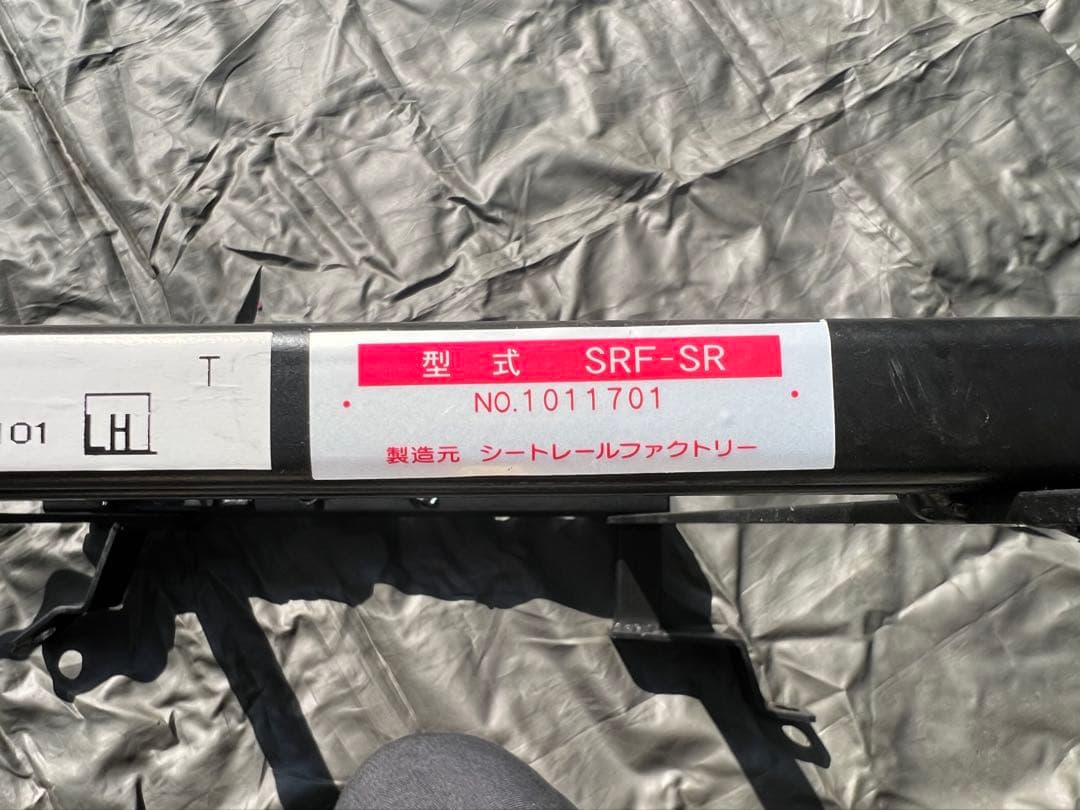 T
101 LH
型式 SRF-SR
NO.1011701
製造元 シートレールファクトリー